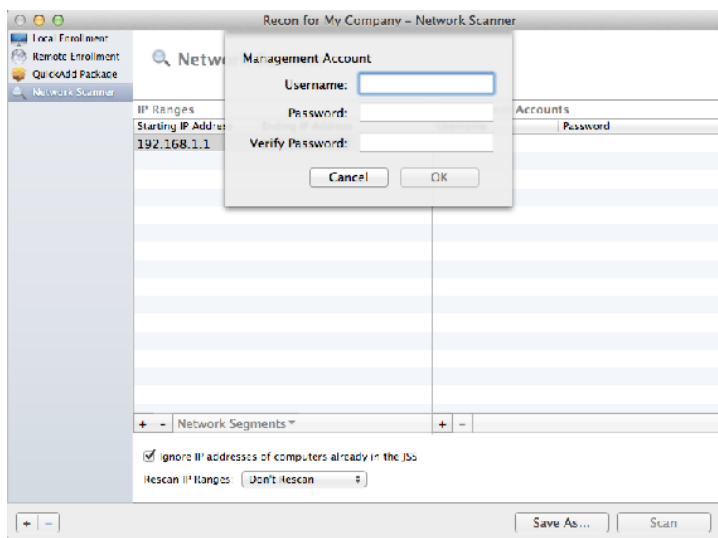 Recon for My Company – Network Scanner
Local Enrollment
Remote Enrollment
QuickAdd Package
Network Scanner
Netw
Management Account
Username:
Password:
Verify Password:
Cancel
OK
IP Ranges
Accounts
Starting IP Addres
Password
192.168.1.1
+ - Network Segments
+ -
Ignore IP addresses of computers already in the JSS
Rescan IP Ranges: Don't Rescan
+ -
Save As...
Scan